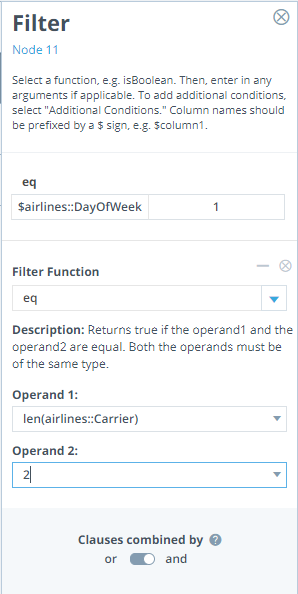 Filter
Node 11
Select a function, e.g. isBoolean. Then, enter in any
arguments if applicable. To add additional conditions,
select "Additional Conditions." Column names should
be prefixed by a $ sign, e.g. $column1.
eq
$airlines::DayOfWeek 1
Filter Function
eq
Description: Returns true if the operand1 and the
operand2 are equal. Both the operands must be
of the same type.
Operand 1:
len(airlines::Carrier)
Operand 2:
2
Clauses combined by ?
or and